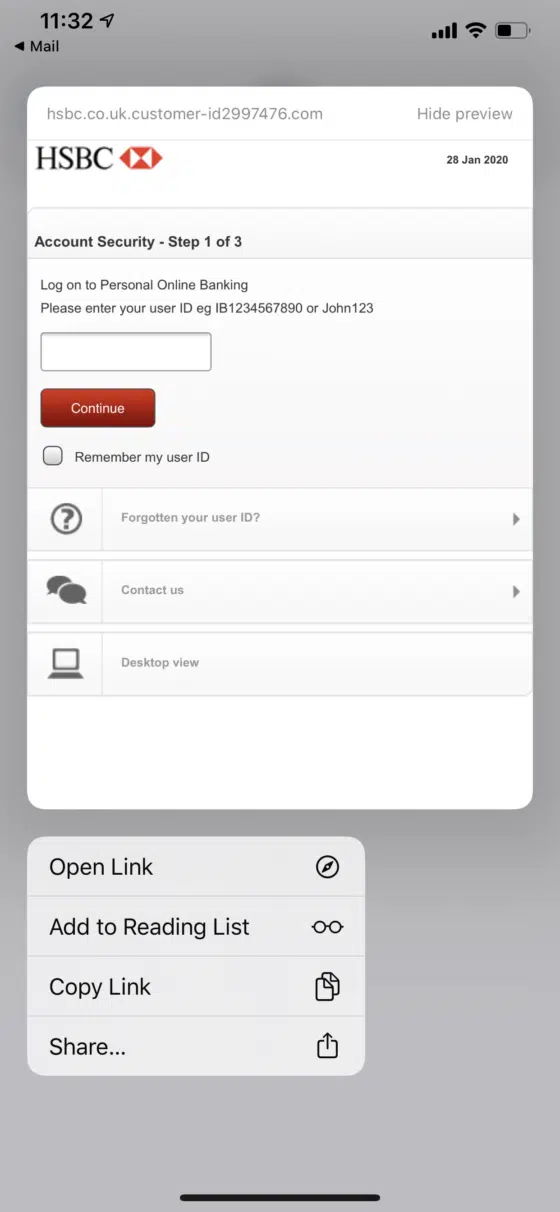 11:32
Mail
hsbc.co.uk.customer-id2997476.com Hide preview
HSBC 28 Jan 2020
Account Security - Step 1 of 3
Log on to Personal Online Banking
Please enter your user ID eg IB1234567890 or John123
Continue
Remember my user ID
Forgotten your user ID?
Contact us
Desktop view
Open Link
Add to Reading List
Copy Link
Share...